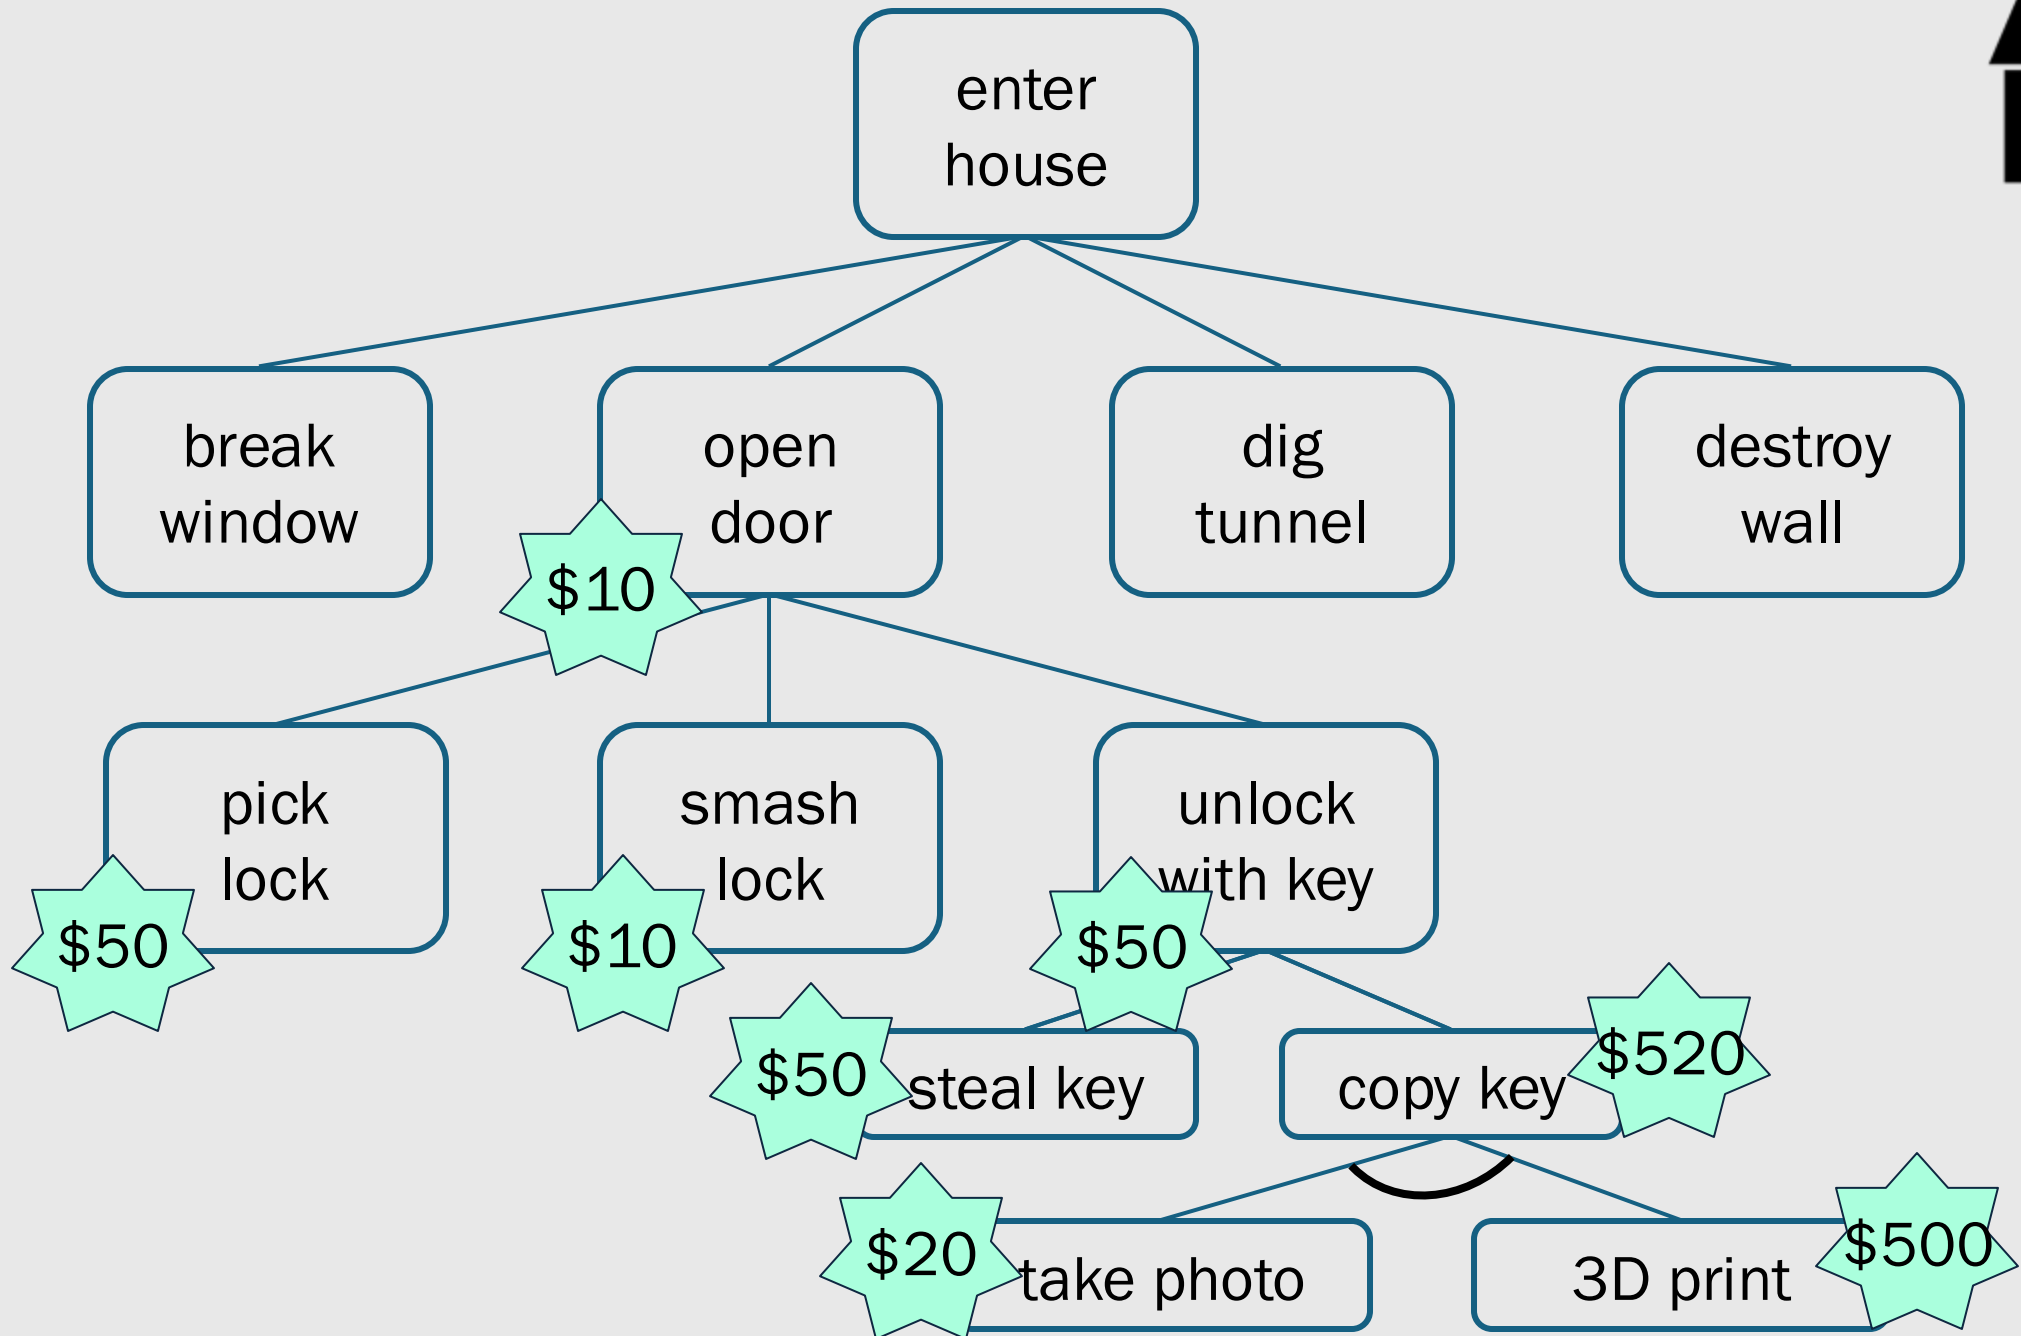 enter
house
break
window
open
door
dig
tunnel
destroy
wall
$10
pick
lock
smash
lock
unlock
with key
$50
$10
$50
$50
steal key
copy key
$520
$20
take photo
3D print
$500